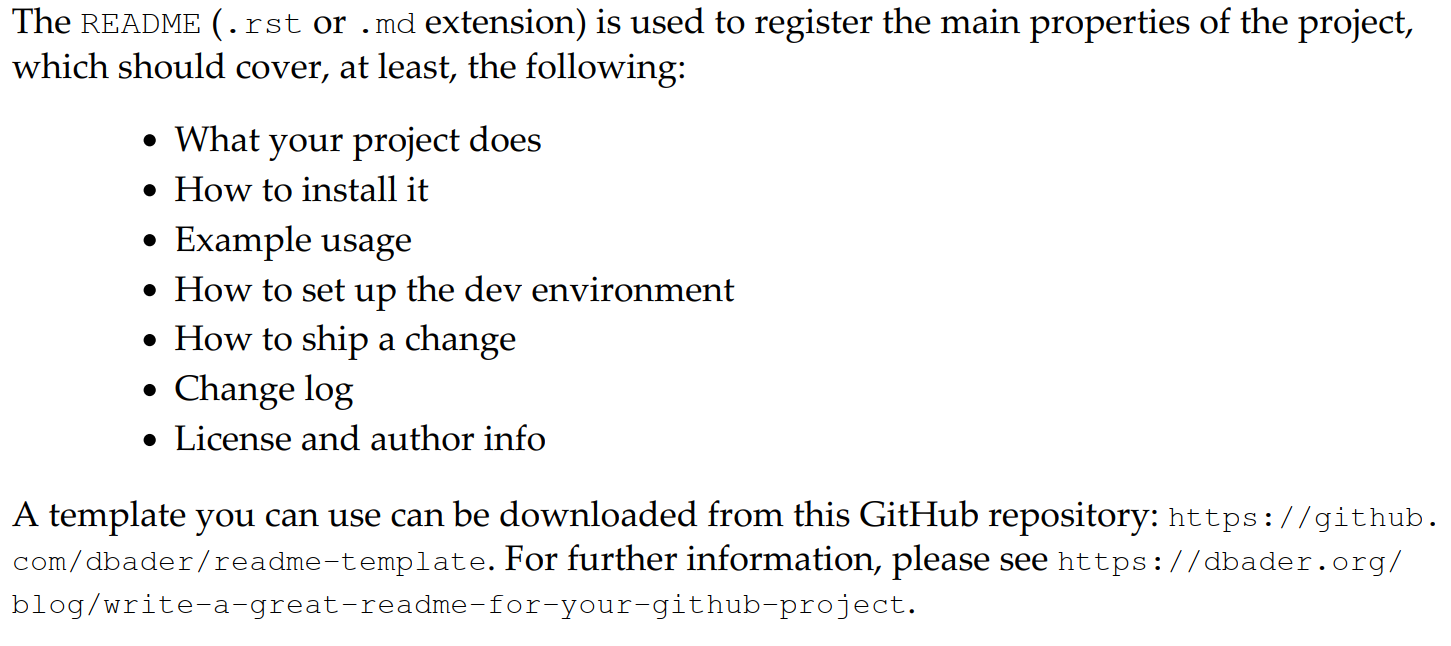 The README (.rst or .md extension) is used to register the main properties of the project,
which should cover, at least, the following:
• What your project does
• How to install it
• Example usage
• How to set up the dev environment
• How to ship a change
• Change log
• License and author info
A template you can use can be downloaded from this GitHub repository: https://github.
com/dbader/readme-template. For further information, please see https://dbader.org/
blog/write-a-great-readme-for-your-github-project.